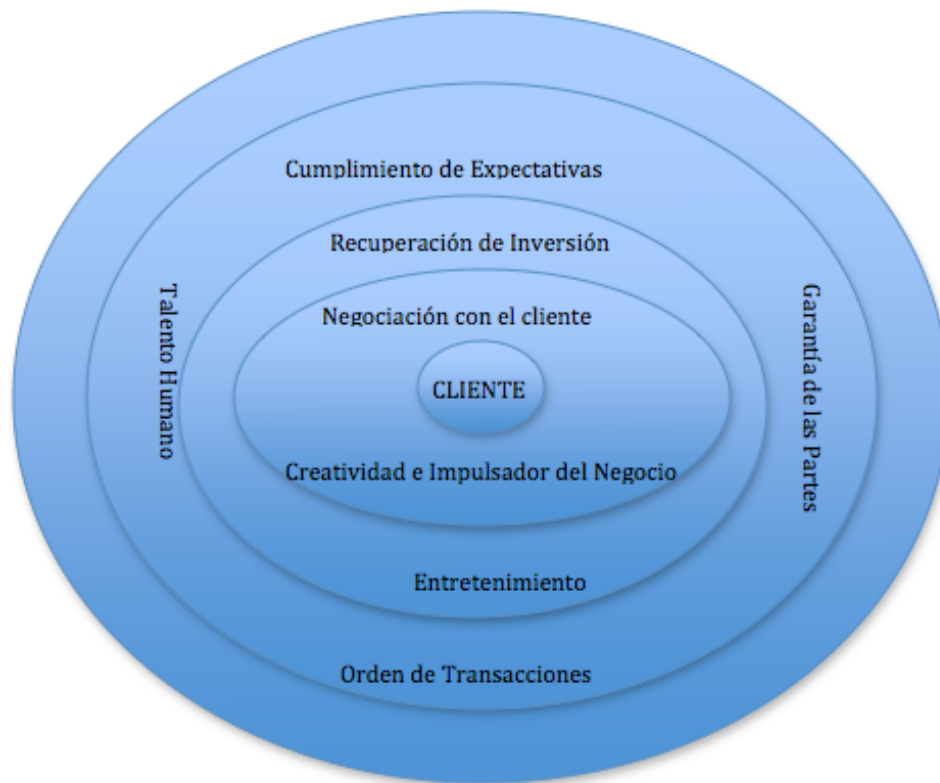 Cumplimiento de Expectativas
Recuperación de Inversión
Talento Humano
Garantía de las Partes
Negociación con el cliente
CLIENTE
Creatividad e Impulsador del Negocio
Entretenimiento
Orden de Transacciones